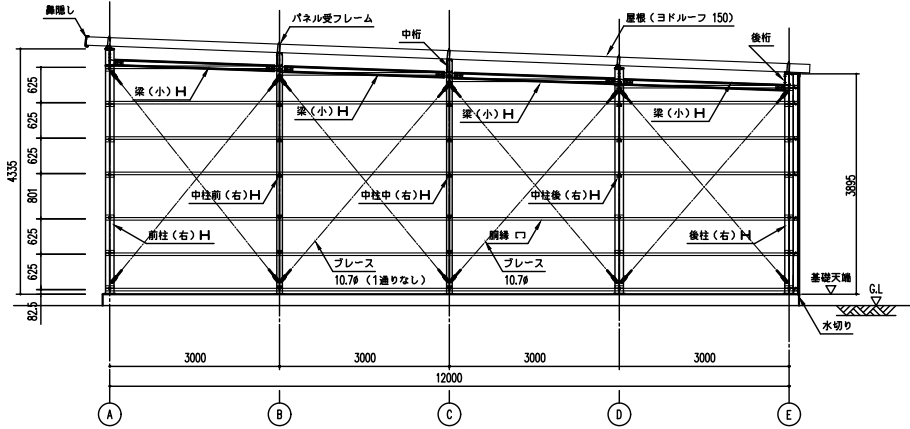 鼻隠し
パネル受フレーム
中桁
屋根(ヨドルーフ 150)
後桁
梁(小)H
梁(小)H
梁(小)H
梁(小)H
625
625
625
801
625
625
82.5
4335
3895
中柱前(右)H
中柱中(右)H
中柱後(右)H
前柱(右)H
胴縁
後柱(右)H
ブレース
10.7φ (1通りなし)
ブレース
10.7φ
基礎天端
G.L
水切り
3000
3000
3000
3000
12000
A
B
C
D
E